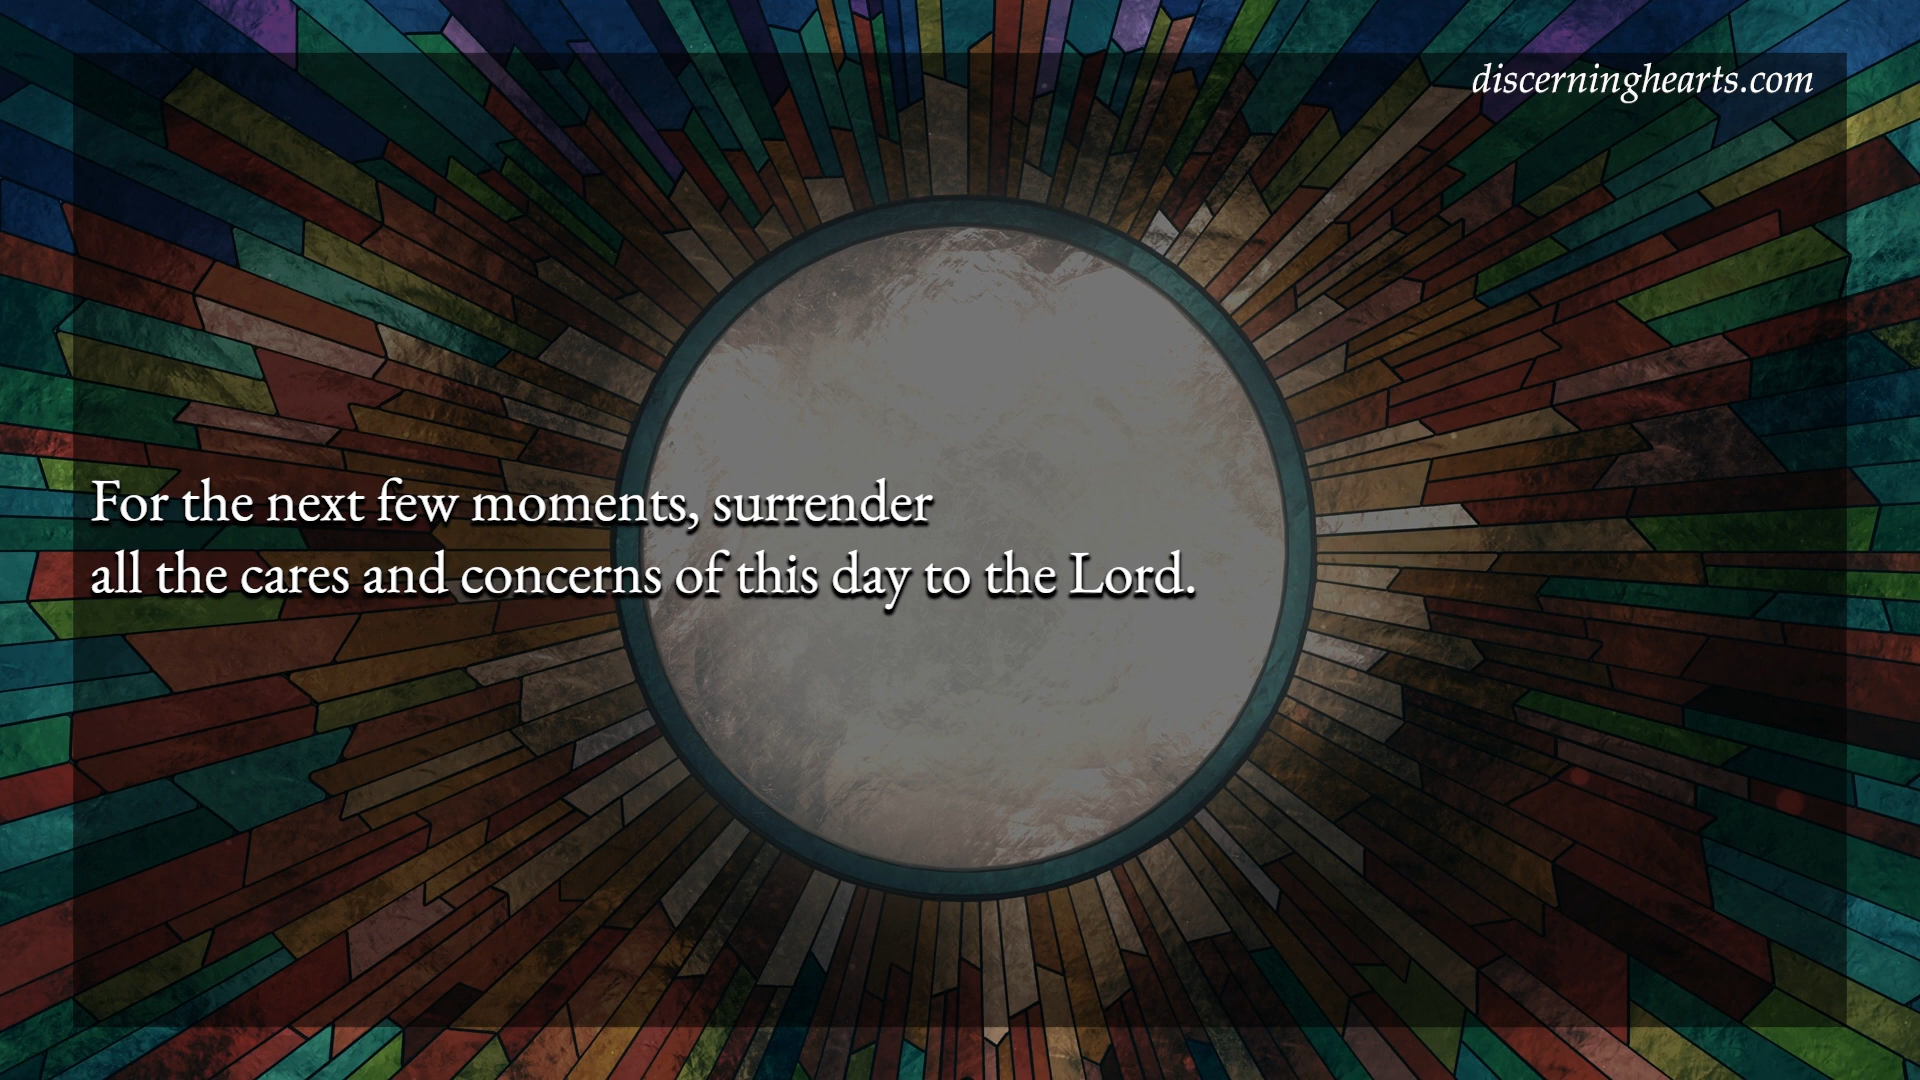 discerninghearts.com
For the next few moments, surrender
all the cares and concerns of this day to the Lord.